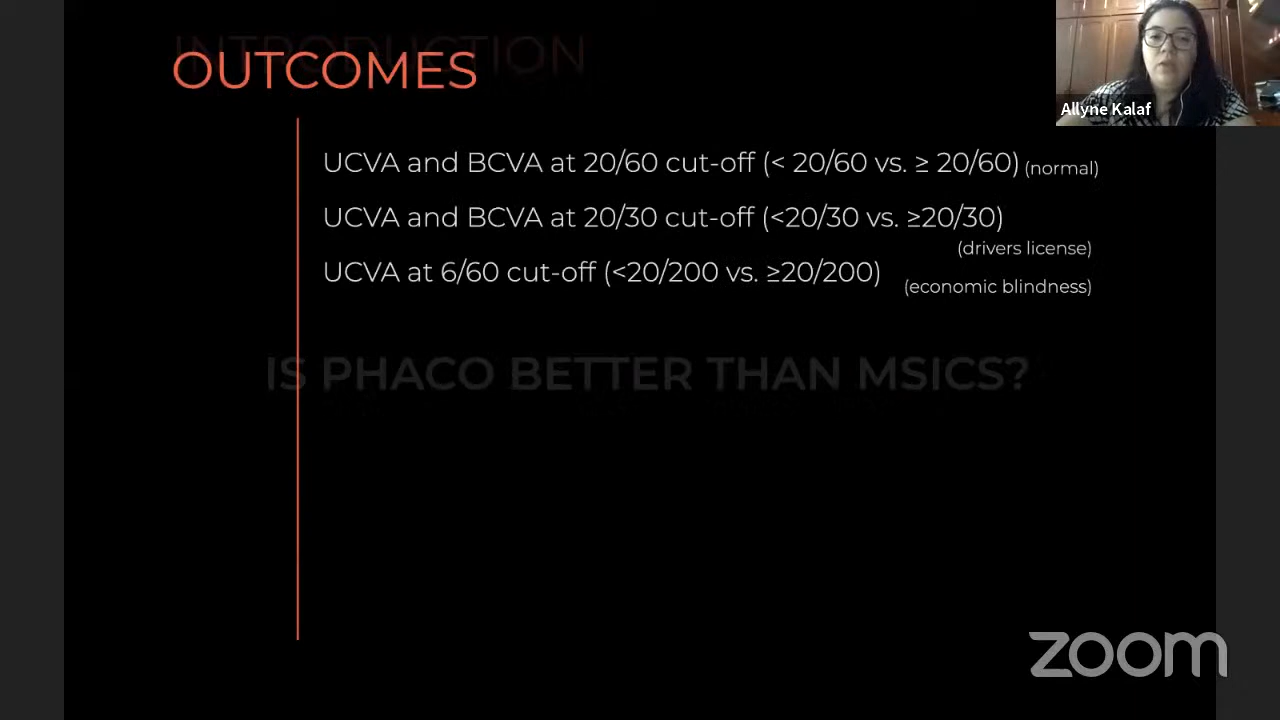 INTRODUCTION
OUTCOMES
Allyne Kalaf
UCVA and BCVA at 20/60 cut-off (< 20/60 vs. ≥ 20/60) (normal)
UCVA and BCVA at 20/30 cut-off (<20/30 vs. ≥20/30)
(drivers license)
UCVA at 6/60 cut-off (<20/200 vs. ≥20/200)
(economic blindness)
IS PHACO BETTER THAN MSICS?
zoom